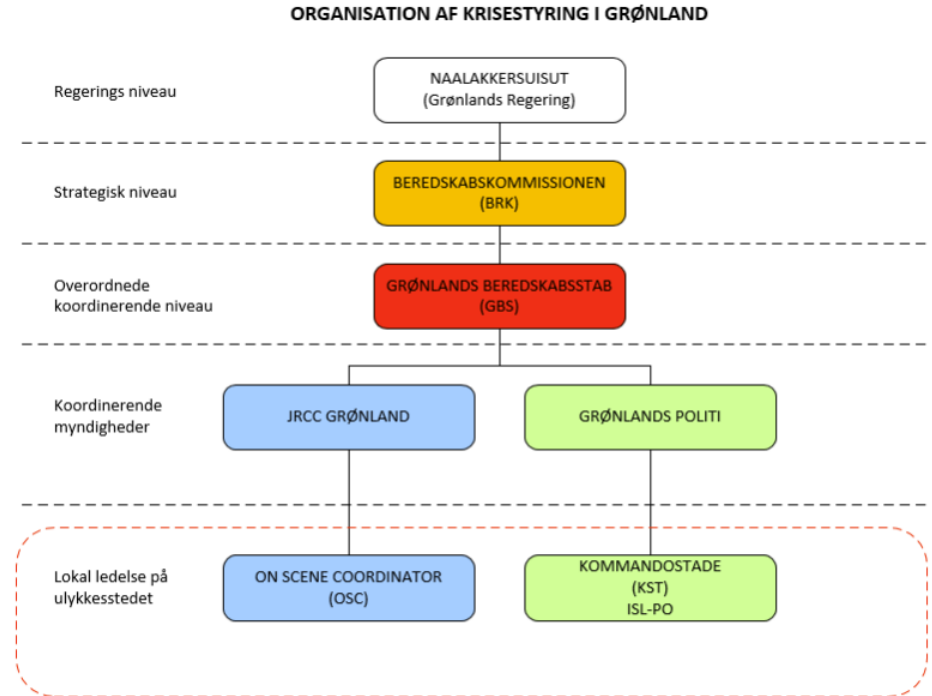 ORGANISATION AF KRISESTYRING I GRØNLAND
Regerings niveau
NAALAKKERSUISUT
(Grønlands Regering)
Strategisk niveau
BEREDSKABSKOMMISSIONEN
(BRK)
Overordnede
koordinerende niveau
GRØNLANDS BEREDSKABSSTAB
(GBS)
Koordinerende
myndigheder
JRCC GRØNLAND
GRØNLANDS POLITI
Lokal ledelse på
ulykkesstedet
ON SCENE COORDINATOR
(OSC)
KOMMANDOSTADE
(KST)
ISL-PO